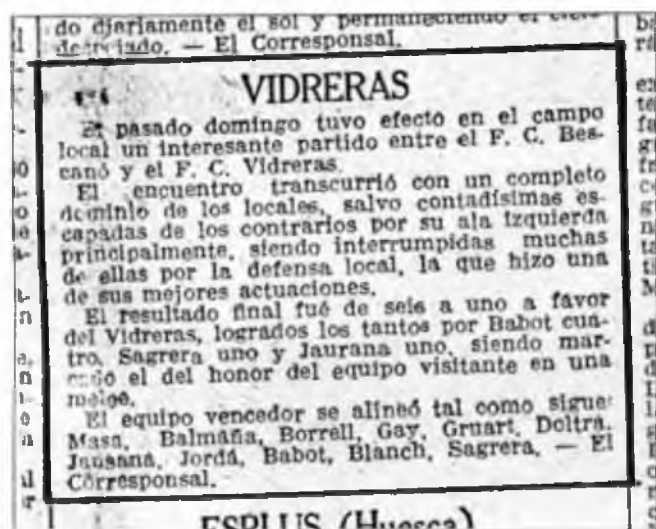 do diariamente el sol y permaneciendo el cielo
despejado. — El Corresponsal.
VIDRERAS
El pasado domingo tuvo efecto en el campo
local un interesante partido entre el F. C. Bes-
canó y el F. C. Vidreras.
El encuentro transcurrió con un completo
dominio de los locales, salvo contadísimas es-
capadas de los contrarios por su ala izquierda
principalmente, siendo interrumpidas muchas
de ellas por la defensa local, la que hizo una
de sus mejores actuaciones.
El resultado final fué de seis a uno a favor
del Vidreras, logrados los tantos por Babot cua-
tro, Sagrera uno y Jaurana uno, siendo mar-
cado el del honor del equipo visitante en una
melee.
El equipo vencedor se alineó tal como sigue:
Masa, Balmaña, Borrell, Gay, Gruart, Doltra,
Jausana, Jordá, Babot, Blanch, Sagrera. — El
Corresponsal.
ESPLUS (Huesca)